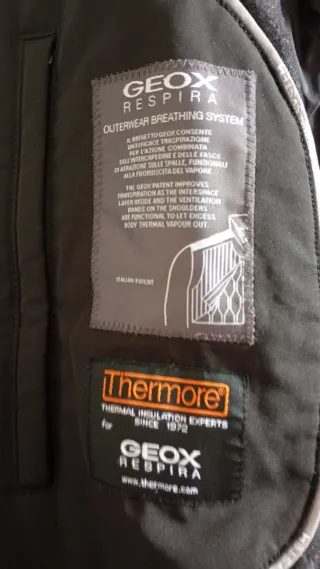 GEOX
RESPIRA
OUTERWEAR BREATHING SYSTEM
IL BREVETTO GEOX CONSENTE
UN'EFFICACE TRASPIRAZIONE
PER L'AZIONE COMBINATA
DELL'INTERCAPEDINE E DELLE FASCE
DI AERAZIONE SULLE SPALLE, FUNZIONALI
ALLA FUORIUSCITA DEL VAPORE.
THE GEOX PATENT IMPROVES
TRANSPIRATION AS THE INTERSPACE
LAYER INSIDE AND THE VENTILATION
BANDS ON THE SHOULDERS
ARE FUNCTIONAL TO LET EXCESS
BODY THERMAL VAPOUR OUT.
ITALIAN PATENT
Thermore®
THERMAL INSULATION EXPERTS
SINCE 1972
for
GEOX
RESPIRA
www.thermore.com